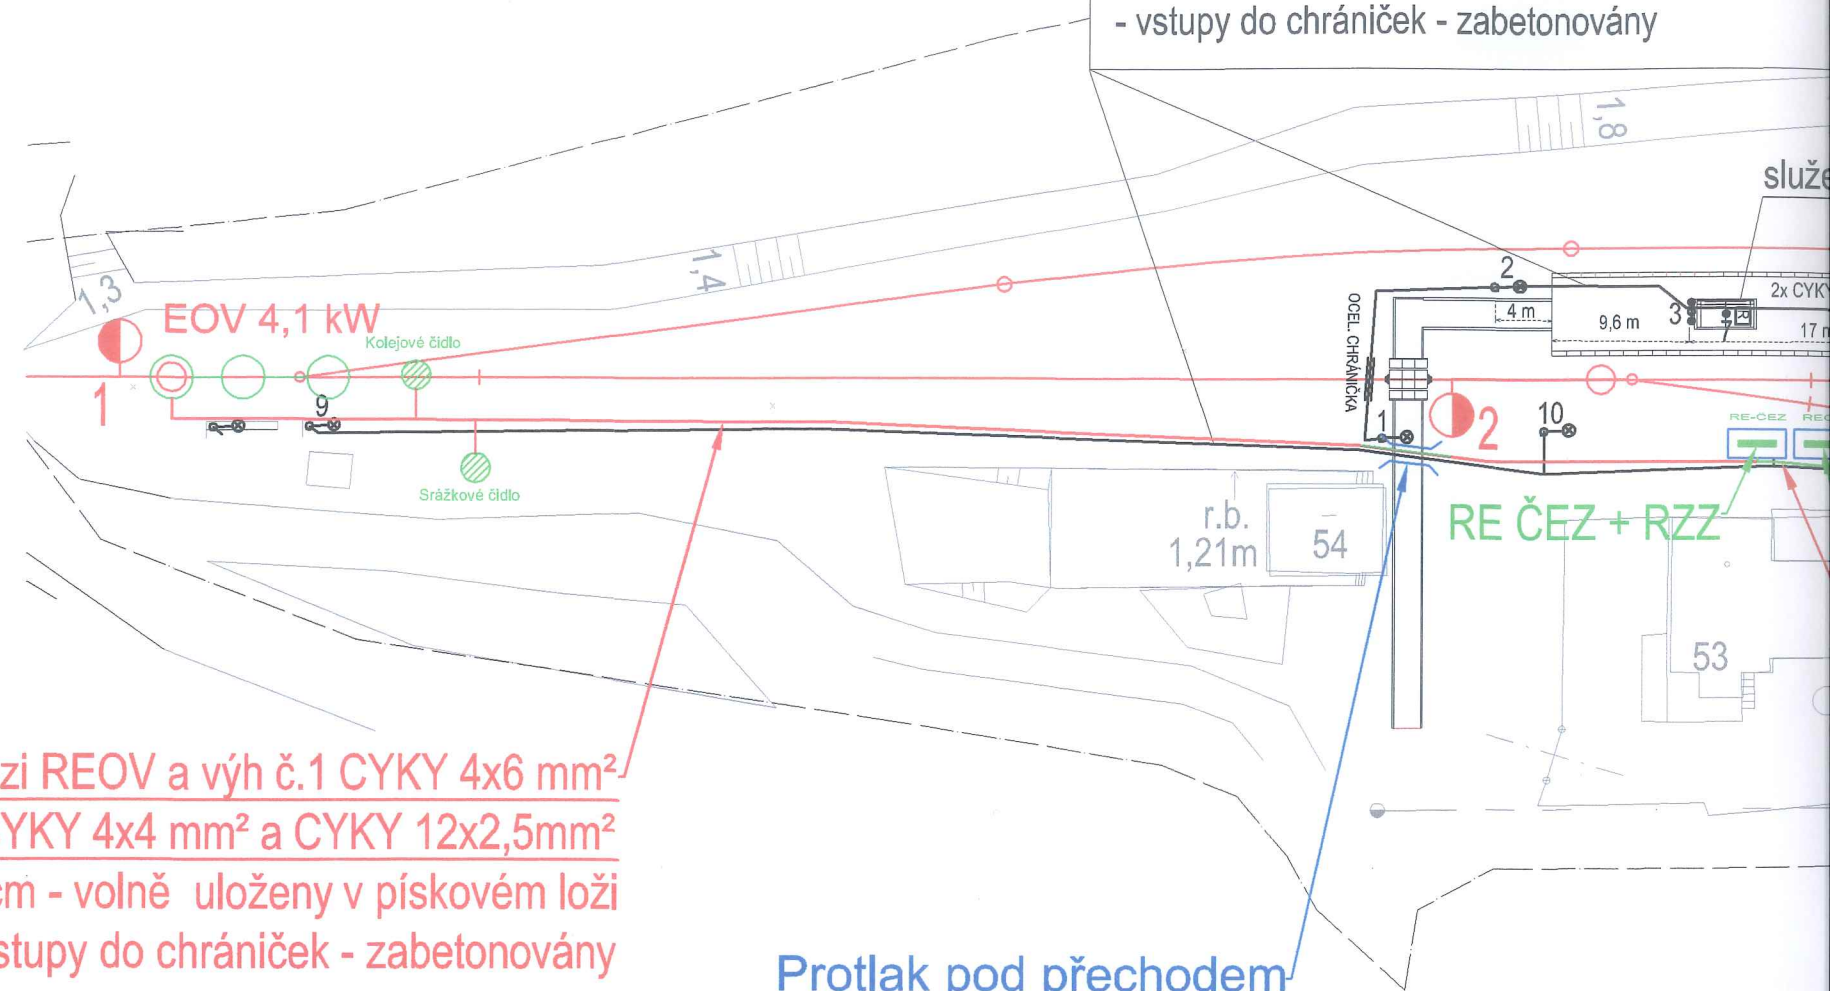 - vstupy do chrániček - zabetonovány
1,8
služe
1,4
1,3
EOV 4,1 kW
Kolejové čidlo
1
9
Srážkové čidlo
OCEL. CHRÁNIČKA
2
4 m
9,6 m
3
2x CYKY
17 m
R
1
2
10
RE-ČEZ
REO
RE ČEZ + RZZ
r.b.
1,21m
54
53
zi REOV a výh č.1 CYKY 4x6 mm²
YKY 4x4 mm² a CYKY 12x2,5mm²
cm - volně uloženy v pískovém loži
stupy do chrániček - zabetonovány
Protlak pod přechodem